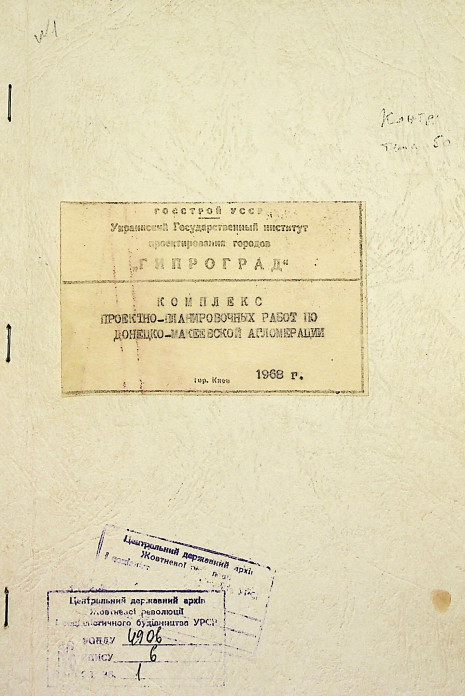 №1
ГОССТРОЙ УССР
Украинский Государственный институт
проектирования городов
„ГИПРОГРАД“
КОМПЛЕКС
ПРОЕКТНО-ПЛАНИРОВОЧНЫХ РАБОТ ПО
ДОНЕЦКО-МАКЕЕВСКОЙ АГЛОМЕРАЦИИ
гор. Киев 1968 г.
Центральний державний архів
Жовтневої
Центральний державний архів
Жовтневої революції
і соціалістичного будівництва УРСР
ФОНДУ 4906
ОПИСУ 6
1